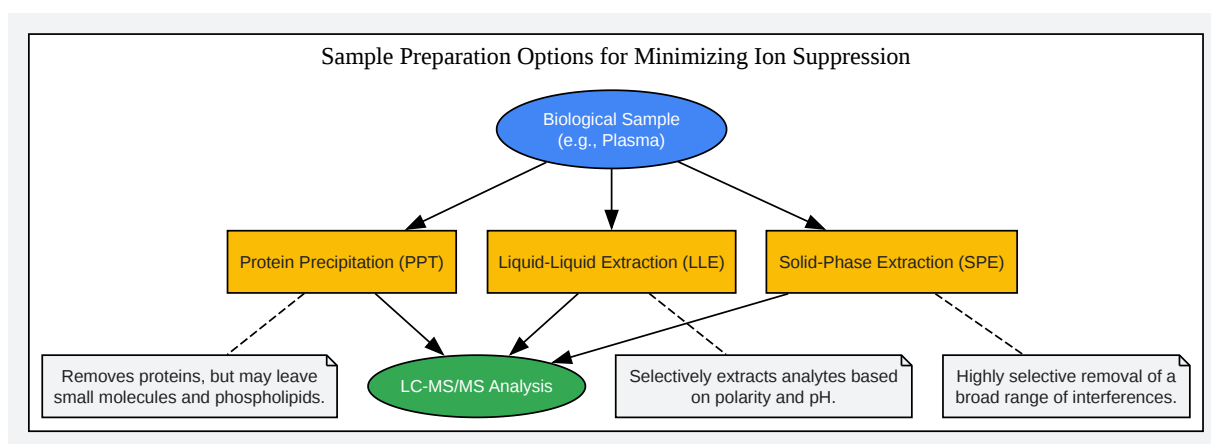 Sample Preparation Options for Minimizing Ion Suppression
Biological Sample
(e.g., Plasma)
Protein Precipitation (PPT)
Liquid-Liquid Extraction (LLE)
Solid-Phase Extraction (SPE)
Removes proteins, but may leave
small molecules and phospholipids.
LC-MS/MS Analysis
Selectively extracts analytes based
on polarity and pH.
Highly selective removal of a
broad range of interferences.